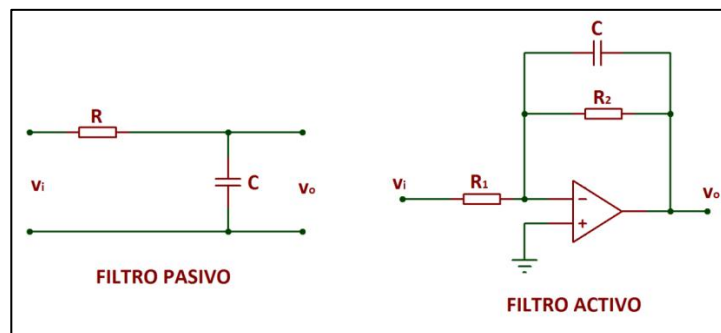 R
vi
C
vo
FILTRO PASIVO
C
R2
vi
R1
−
+
vo
FILTRO ACTIVO